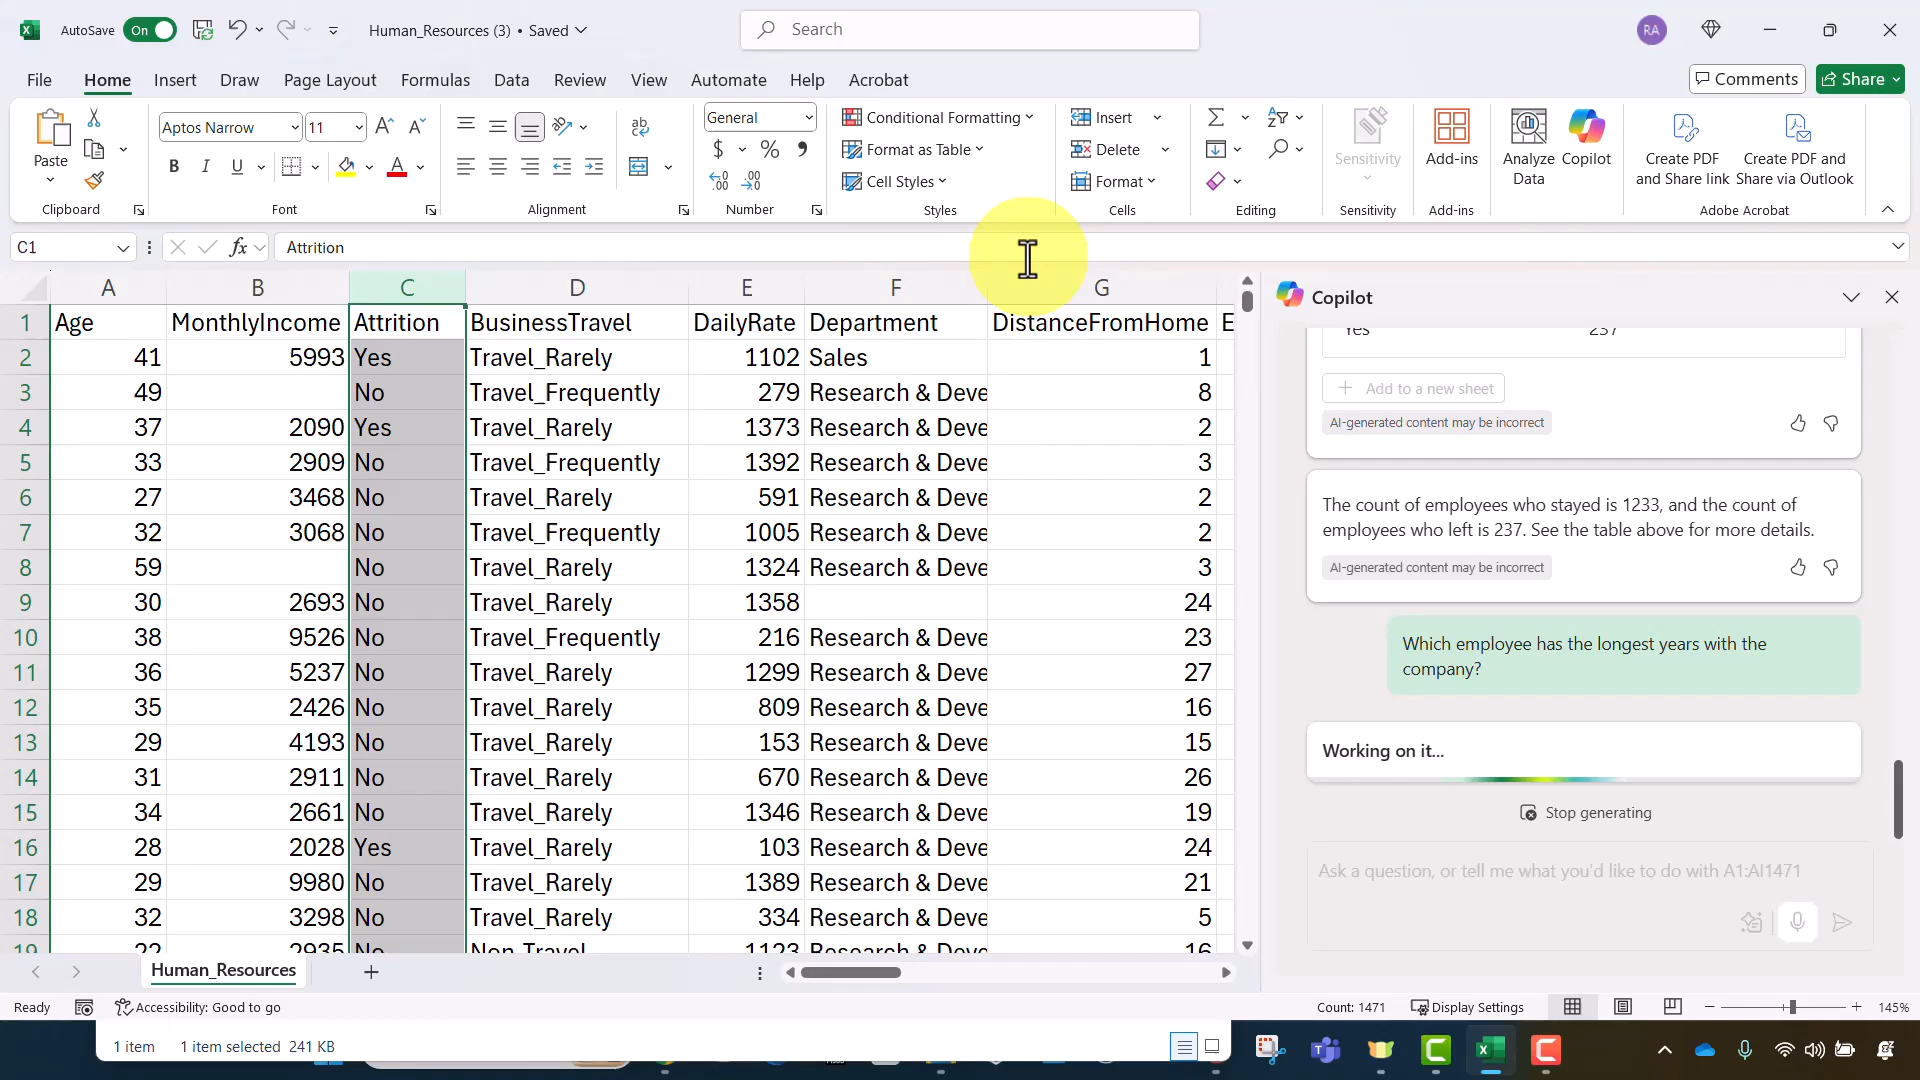 AutoSave On Human_Resources (3) • Saved Search RA
File Home Insert Draw Page Layout Formulas Data Review View Automate Help Acrobat Comments Share
Paste
Aptos Narrow 11
B I U
General
$ % 9
Conditional Formatting
Format as Table
Cell Styles
Insert
Delete
Format
Sensitivity
Add-ins
Analyze Data
Copilot
Create PDF and Share link
Create PDF and Share via Outlook
Clipboard Font Alignment Number Styles Cells Editing Sensitivity Add-ins Adobe Acrobat
C1 fx Attrition
A B C D E F G
1 Age MonthlyIncome Attrition BusinessTravel DailyRate Department DistanceFromHome E
2 41 5993 Yes Travel_Rarely 1102 Sales 1
3 49 No Travel_Frequently 279 Research & Deve 8
4 37 2090 Yes Travel_Rarely 1373 Research & Deve 2
5 33 2909 No Travel_Frequently 1392 Research & Deve 3
6 27 3468 No Travel_Rarely 591 Research & Deve 2
7 32 3068 No Travel_Frequently 1005 Research & Deve 2
8 59 No Travel_Rarely 1324 Research & Deve 3
9 30 2693 No Travel_Rarely 1358 24
10 38 9526 No Travel_Frequently 216 Research & Deve 23
11 36 5237 No Travel_Rarely 1299 Research & Deve 27
12 35 2426 No Travel_Rarely 809 Research & Deve 16
13 29 4193 No Travel_Rarely 153 Research & Deve 15
14 31 2911 No Travel_Rarely 670 Research & Deve 26
15 34 2661 No Travel_Rarely 1346 Research & Deve 19
16 28 2028 Yes Travel_Rarely 103 Research & Deve 24
17 29 9980 No Travel_Rarely 1389 Research & Deve 21
18 32 3298 No Travel_Rarely 334 Research & Deve 5
19 22 2935 No Non-Travel 1123 Research & Deve 16
Copilot
Yes 237
+ Add to a new sheet
AI-generated content may be incorrect
The count of employees who stayed is 1233, and the count of
employees who left is 237. See the table above for more details.
AI-generated content may be incorrect
Which employee has the longest years with the
company?
Working on it...
Stop generating
Ask a question, or tell me what you'd like to do with A1:AI1471
Human_Resources +
Ready Accessibility: Good to go Count: 1471 Display Settings 145%
1 item 1 item selected 241 KB